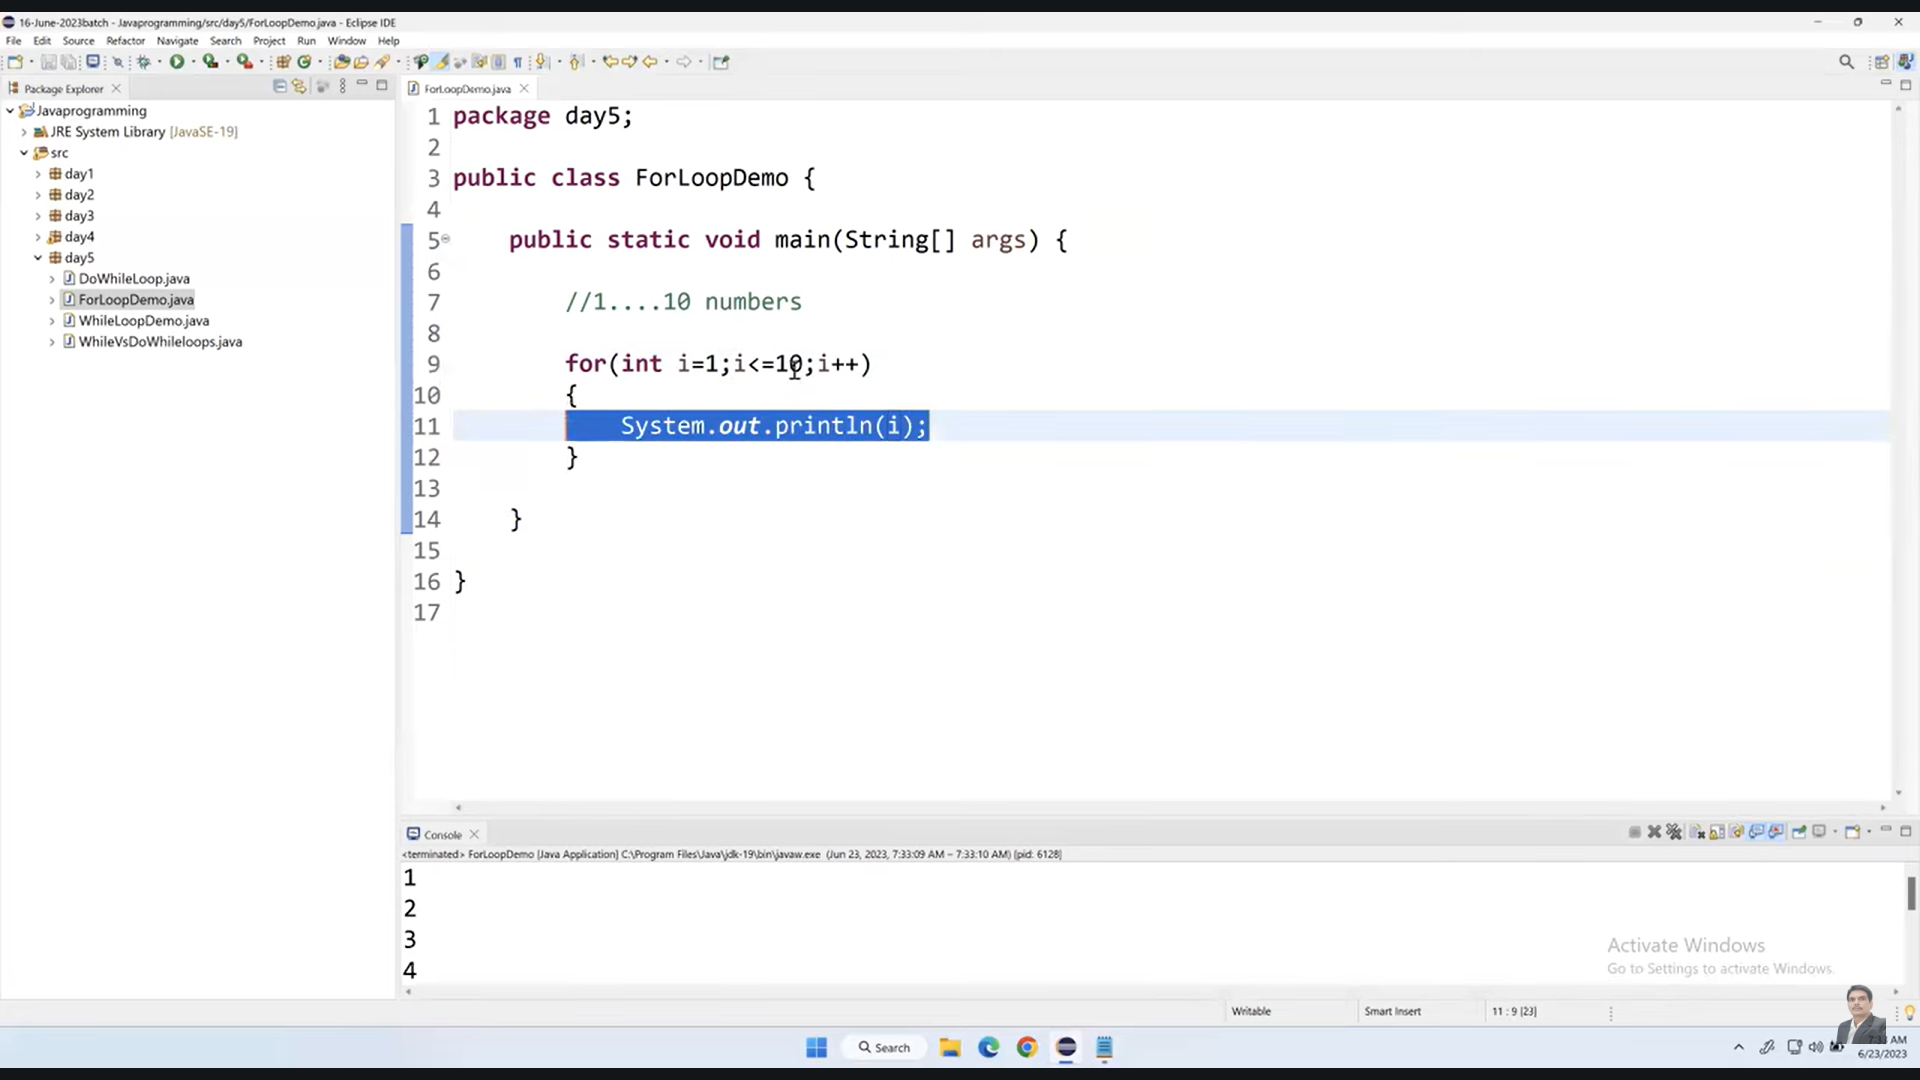 16-June-2023batch - Javaprogramming/src/day5/ForLoopDemo.java - Eclipse IDE
File Edit Source Refactor Navigate Search Project Run Window Help
Package Explorer
Javaprogramming
JRE System Library [JavaSE-19]
src
day1
day2
day3
day4
day5
DoWhileLoop.java
ForLoopDemo.java
WhileLoopDemo.java
WhileVsDoWhileloops.java
ForLoopDemo.java
1 package day5;
2
3 public class ForLoopDemo {
4
5 public static void main(String[] args) {
6
7 //1....10 numbers
8
9 for(int i=1;i<=10;i++)
10 {
11 System.out.println(i);
12 }
13
14 }
15
16 }
17
Console
<terminated> ForLoopDemo [Java Application] C:\Program Files\Java\jdk-19\bin\javaw.exe (Jun 23, 2023, 7:33:09 AM – 7:33:10 AM) [pid: 6128]
1
2
3
4
Activate Windows
Go to Settings to activate Windows.
Writable Smart Insert 11 : 9 [23]
Search
AM
6/23/2023